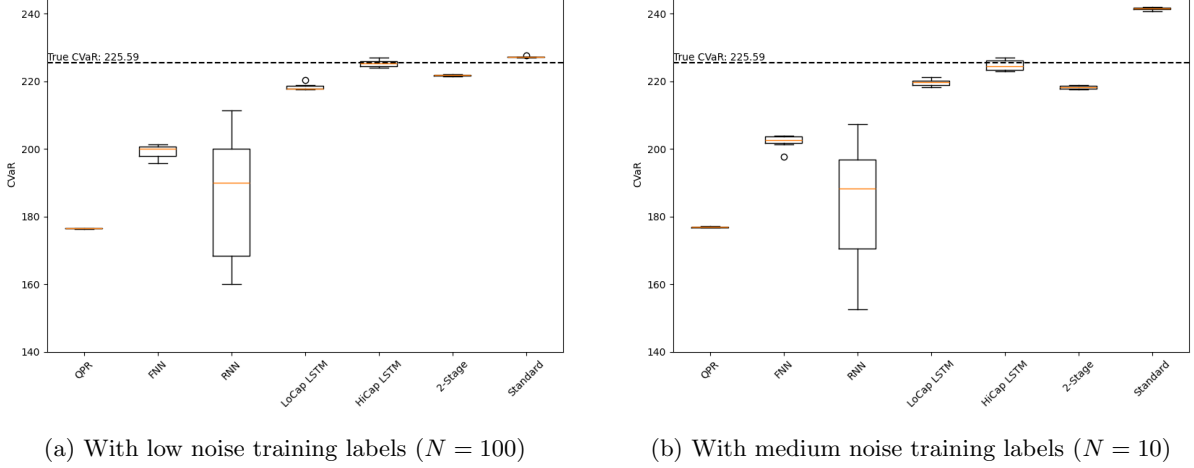 240
220
200
180
160
140
CVaR
True CVaR: 225.59
QPR
FNN
RNN
LoCap LSTM
HiCap LSTM
2-Stage
Standard
(a) With low noise training labels (N = 100)
240
220
200
180
160
140
CVaR
True CVaR: 225.59
QPR
FNN
RNN
LoCap LSTM
HiCap LSTM
2-Stage
Standard
(b) With medium noise training labels (N = 10)